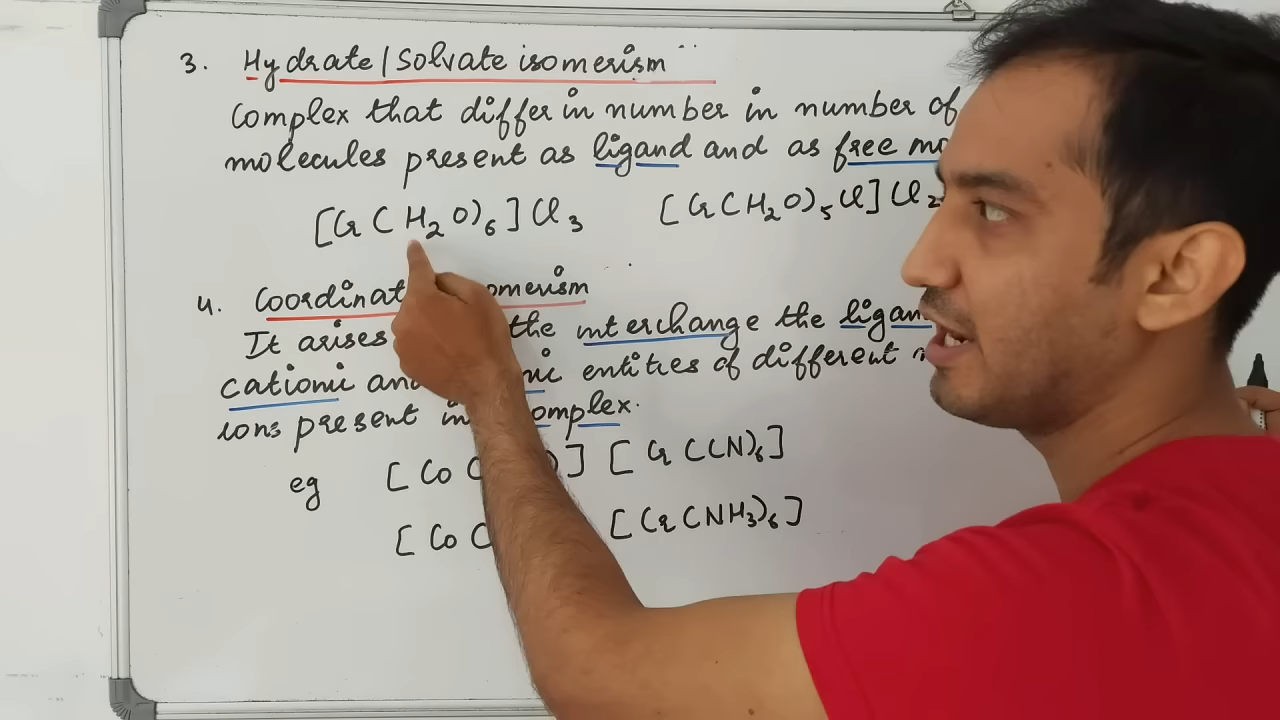 3. Hydrate/Solvate isomerism
Complex that differ in number in number of
molecules present as ligand and as free
[Cr(H2O)6]Cl3 [Cr(H2O)5Cl]Cl2
4. Coordinat omerism
It arises the interchange the ligan
cationic and entities of different
ions present in omplex.
eg [Co ] [Cr(CN)6]
[Co [Cr(NH3)6]